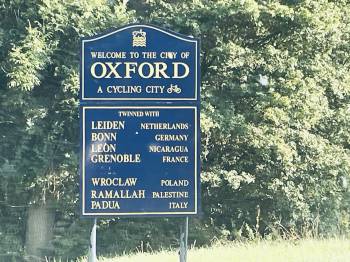 WELCOME TO THE CITY OF
OXFORD
A CYCLING CITY
TWINNED WITH
LEIDEN NETHERLANDS
BONN GERMANY
LEÓN NICARAGUA
GRENOBLE FRANCE
WROCLAW POLAND
RAMALLAH PALESTINE
PADUA ITALY